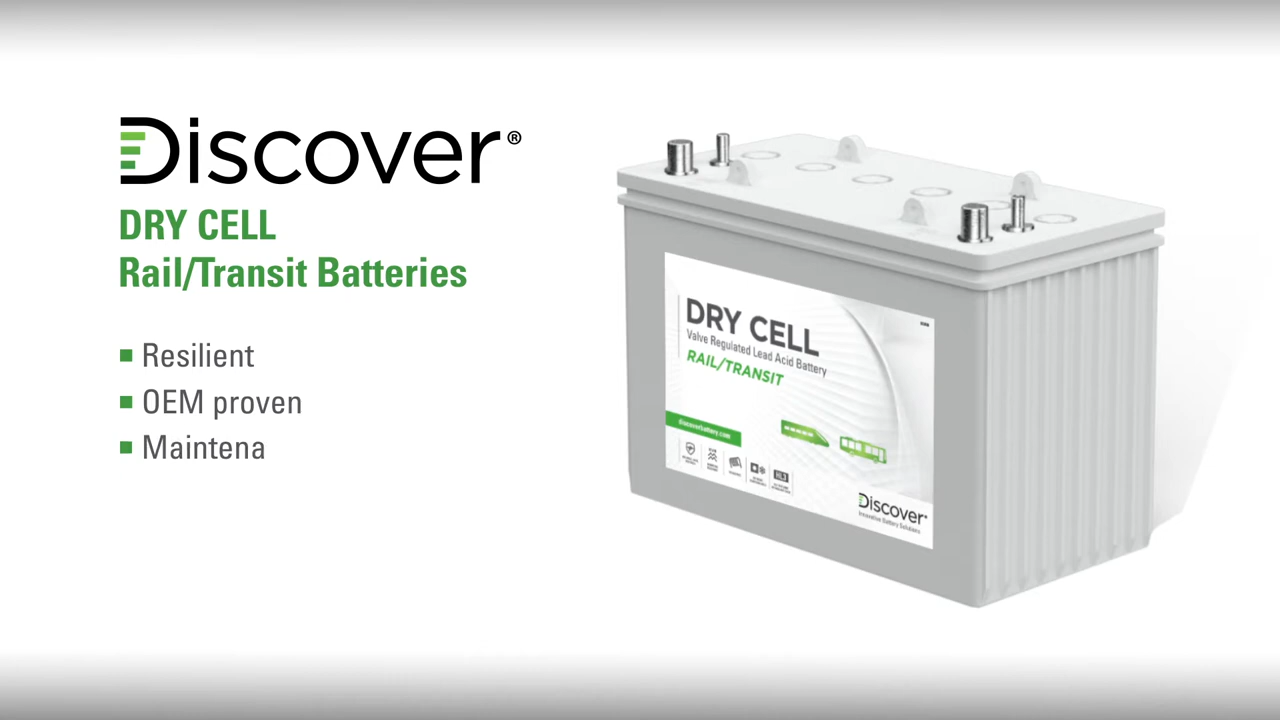 Discover®
DRY CELL
Rail/Transit Batteries
Resilient
OEM proven
Maintena
DRY CELL
Valve Regulated Lead Acid Battery
RAIL/TRANSIT
discoverbattery.com
Discover®
Innovative Battery Solutions